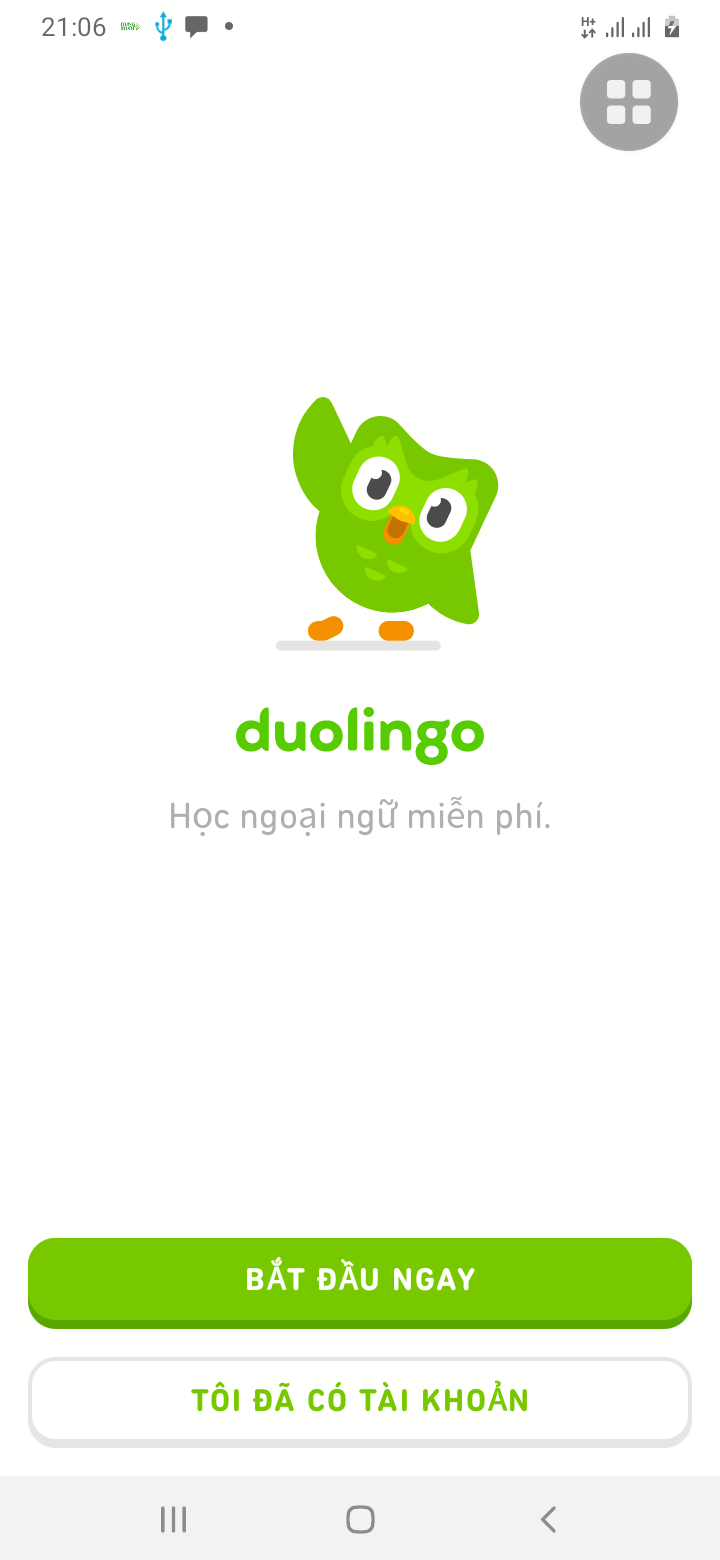 21:06
H+
duolingo
Học ngoại ngữ miễn phí.
BẮT ĐẦU NGAY
TÔI ĐÃ CÓ TÀI KHOẢN